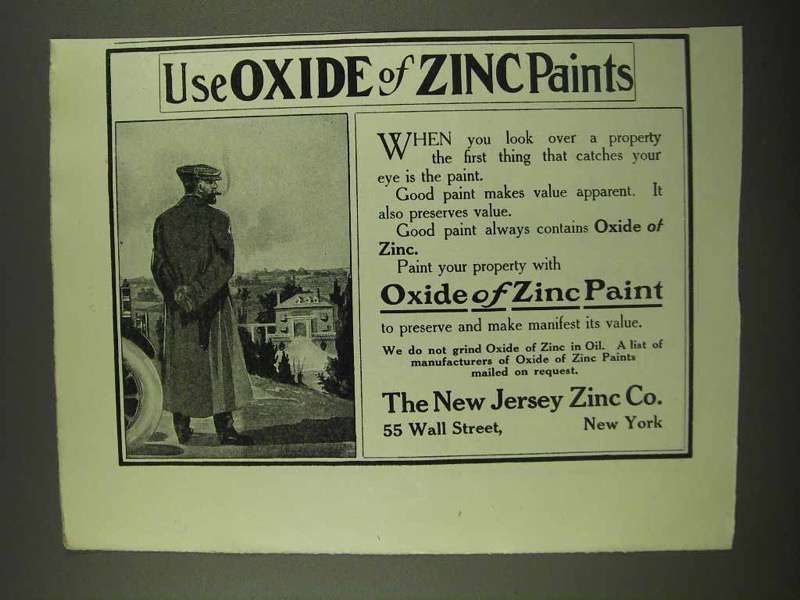 Use OXIDE of ZINC Paints
WHEN you look over a property
the first thing that catches your
eye is the paint.
Good paint makes value apparent. It
also preserves value.
Good paint always contains Oxide of
Zinc.
Paint your property with
Oxide of Zinc Paint
to preserve and make manifest its value.
We do not grind Oxide of Zinc in Oil. A list of
manufacturers of Oxide of Zinc Paints
mailed on request.
The New Jersey Zinc Co.
55 Wall Street, New York